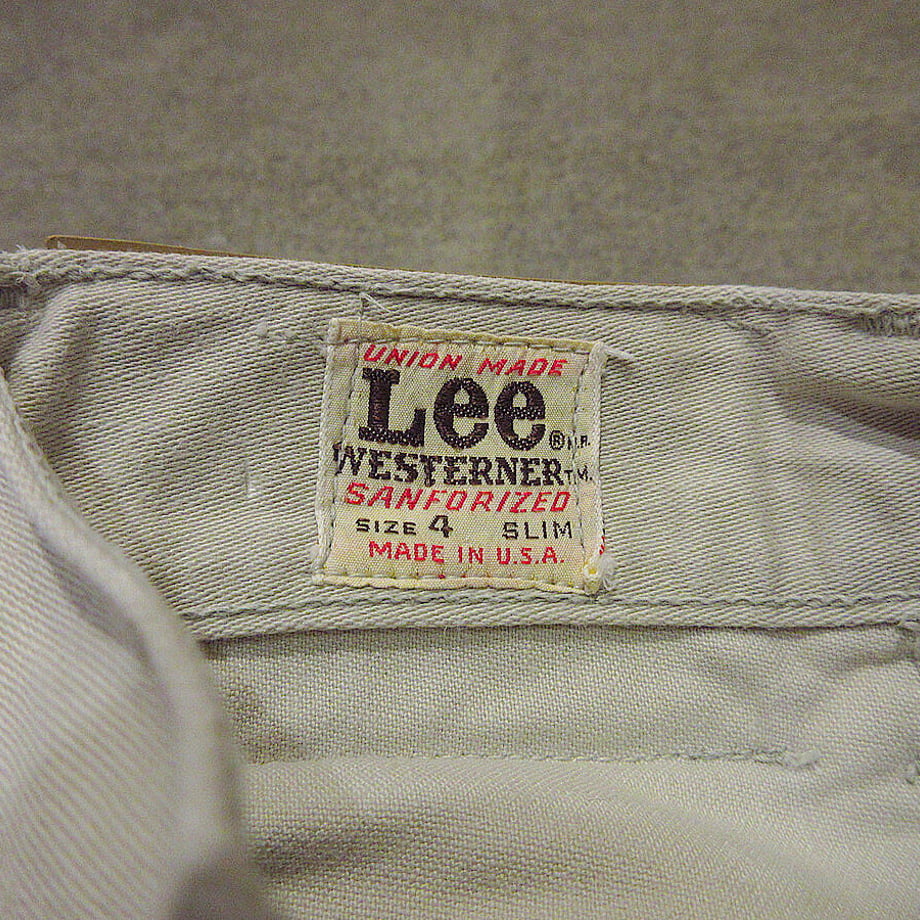 UNION MADE
Lee® M.R.
WESTERNER T.M.
SANFORIZED
SIZE 4 SLIM
MADE IN U.S.A.